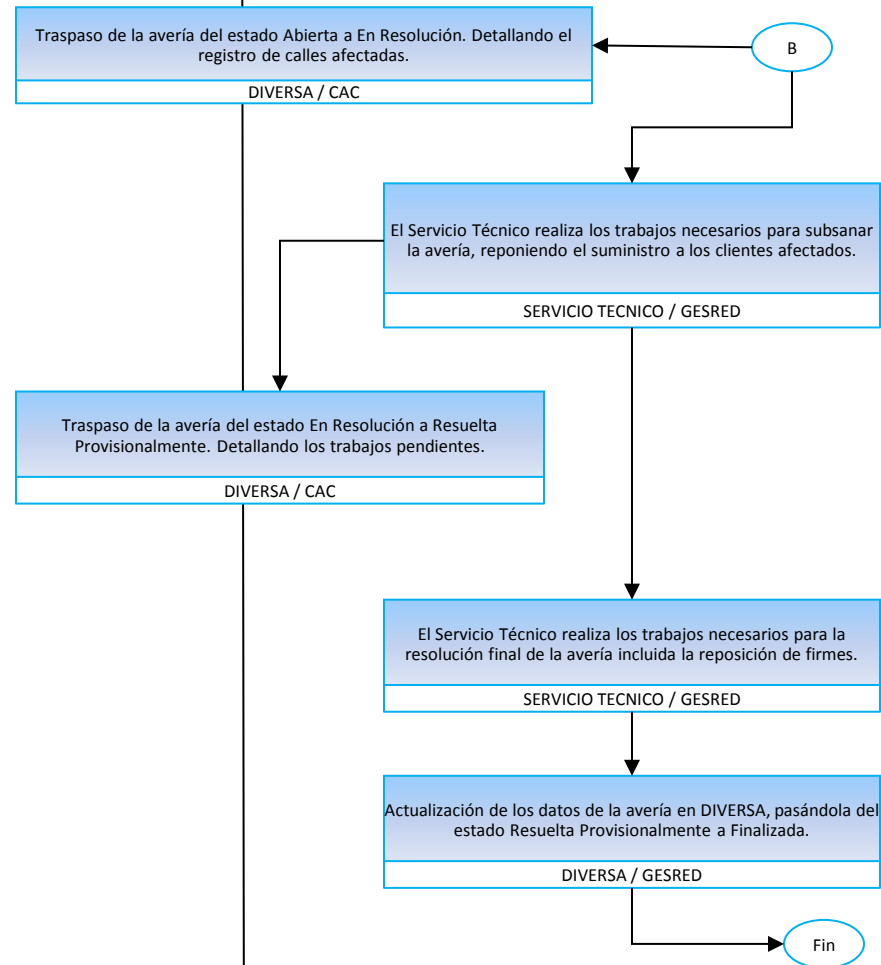 Traspaso de la avería del estado Abierta a En Resolución. Detallando el
registro de calles afectadas.
DIVERSA / CAC
B
El Servicio Técnico realiza los trabajos necesarios para subsanar
la avería, reponiendo el suministro a los clientes afectados.
SERVICIO TECNICO / GESRED
Traspaso de la avería del estado En Resolución a Resuelta
Provisionalmente. Detallando los trabajos pendientes.
DIVERSA / CAC
El Servicio Técnico realiza los trabajos necesarios para la
resolución final de la avería incluida la reposición de firmes.
SERVICIO TECNICO / GESRED
Actualización de los datos de la avería en DIVERSA, pasándola del
estado Resuelta Provisionalmente a Finalizada.
DIVERSA / GESRED
Fin